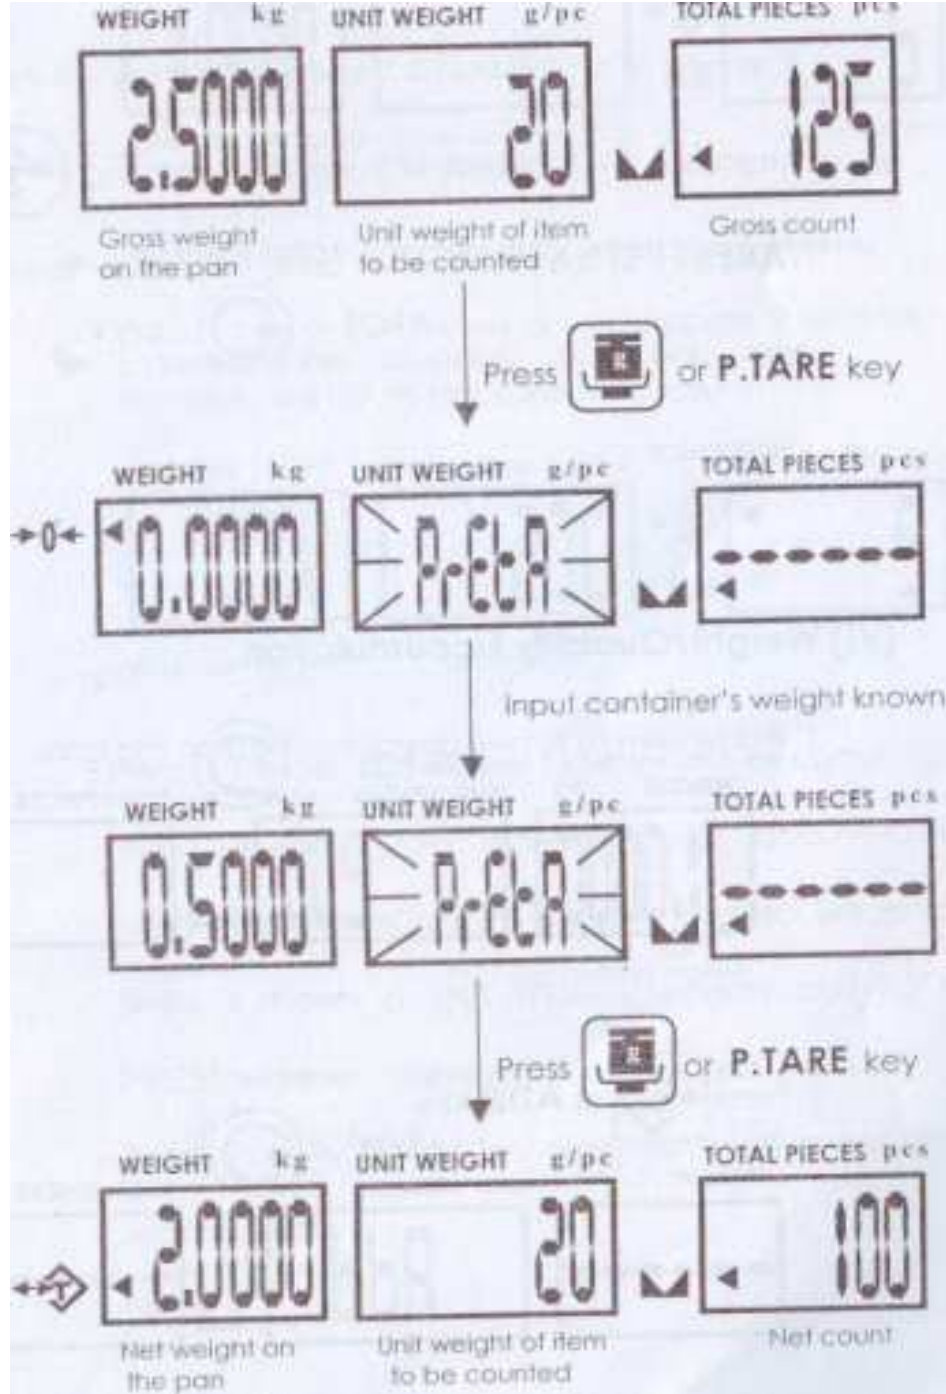 WEIGHT kg UNIT WEIGHT g/pc TOTAL PIECES pcs
2.5000 20 125
Gross weight
on the pan
Unit weight of item
to be counted
Gross count
Press or P.TARE key
WEIGHT kg UNIT WEIGHT g/pc TOTAL PIECES pcs
0 0.0000 PrEtA ------
Input container's weight known
WEIGHT kg UNIT WEIGHT g/pc TOTAL PIECES pcs
0.5000 PrEtA ------
Press or P.TARE key
WEIGHT kg UNIT WEIGHT g/pc TOTAL PIECES pcs
T 2.0000 20 100
Net weight on
the pan
Unit weight of item
to be counted
Net count